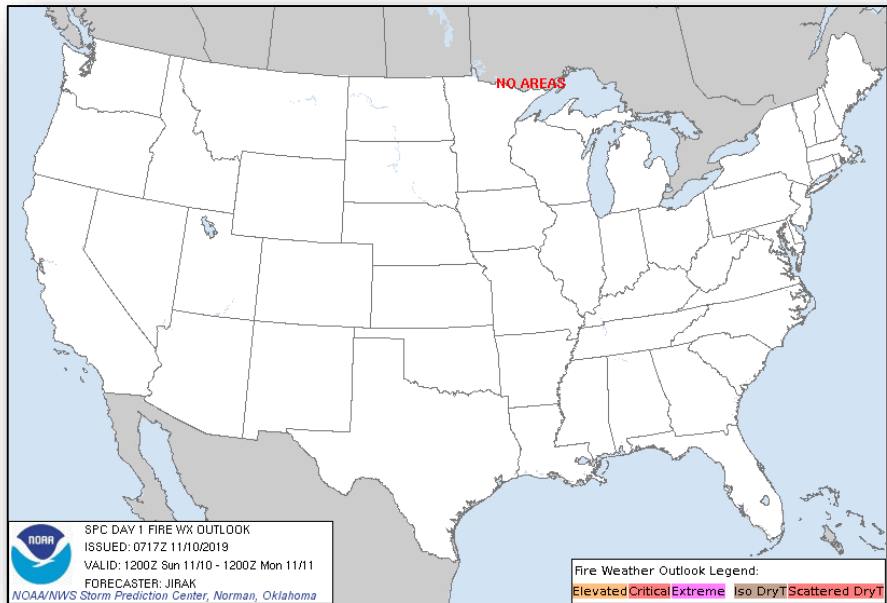 NO AREAS
NOAA
SPC DAY 1 FIRE WX OUTLOOK
ISSUED: 0717Z 11/10/2019
VALID: 1200Z Sun 11/10 - 1200Z Mon 11/11
FORECASTER: JIRAK
NOAA/NWS Storm Prediction Center, Norman, Oklahoma
Fire Weather Outlook Legend:
Elevated Critical Extreme Iso DryT Scattered DryT